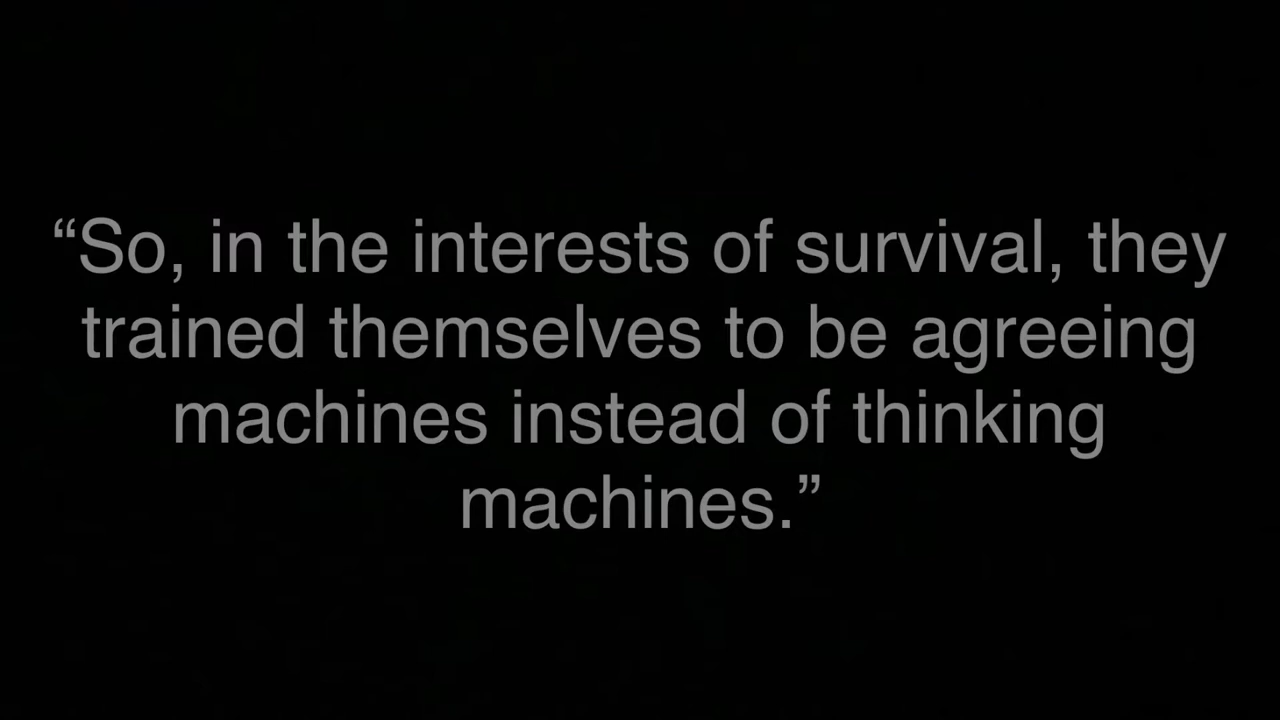 “So, in the interests of survival, they
trained themselves to be agreeing
machines instead of thinking
machines.”